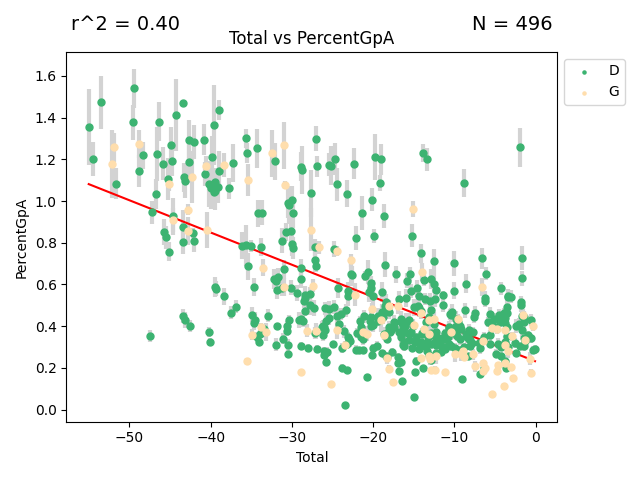 r^2 = 0.40
N = 496
Total vs PercentGpA
D
G
PercentGpA
1.6
1.4
1.2
1.0
0.8
0.6
0.4
0.2
0.0
−50
−40
−30
−20
−10
0
Total